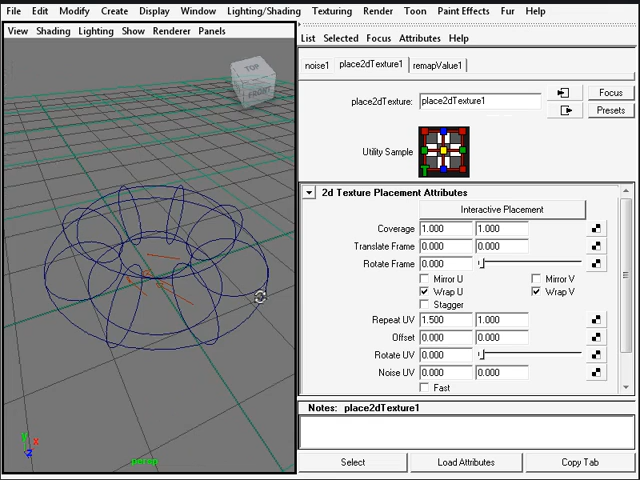 File Edit Modify Create Display Window Lighting/Shading Texturing Render Toon Paint Effects Fur Help
View Shading Lighting Show Renderer Panels
List Selected Focus Attributes Help
noise1 place2dTexture1 remapValue1
TOP
FRONT
place2dTexture: place2dTexture1
Focus
Presets
Utility Sample
2d Texture Placement Attributes
Interactive Placement
Coverage 1.000 1.000
Translate Frame 0.000 0.000
Rotate Frame 0.000
Mirror U Mirror V
Wrap U Wrap V
Stagger
Repeat UV 1.500 1.000
Offset 0.000 0.000
Rotate UV 0.000
Noise UV 0.000 0.000
Fast
Notes: place2dTexture1
y x
z
persp
Select Load Attributes Copy Tab